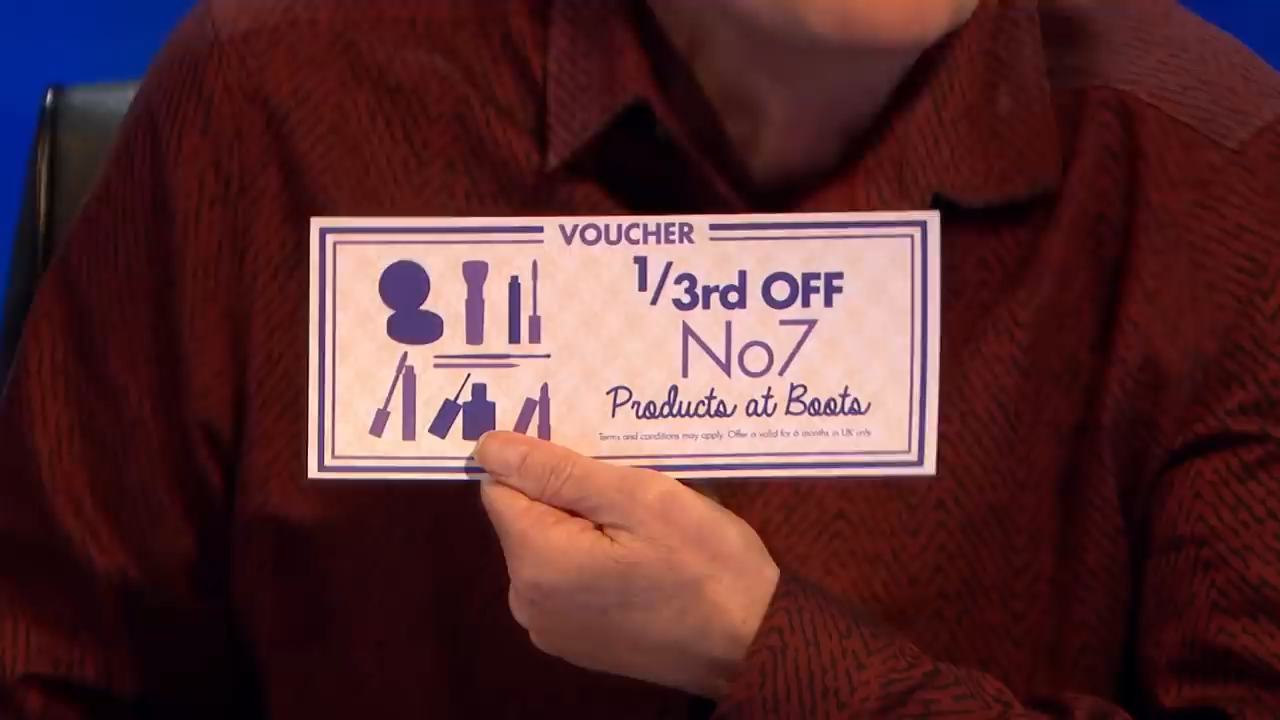 VOUCHER
1/3rd OFF
No7
Products at Boots
Terms and conditions may apply. Offer is valid for 6 months in UK only.